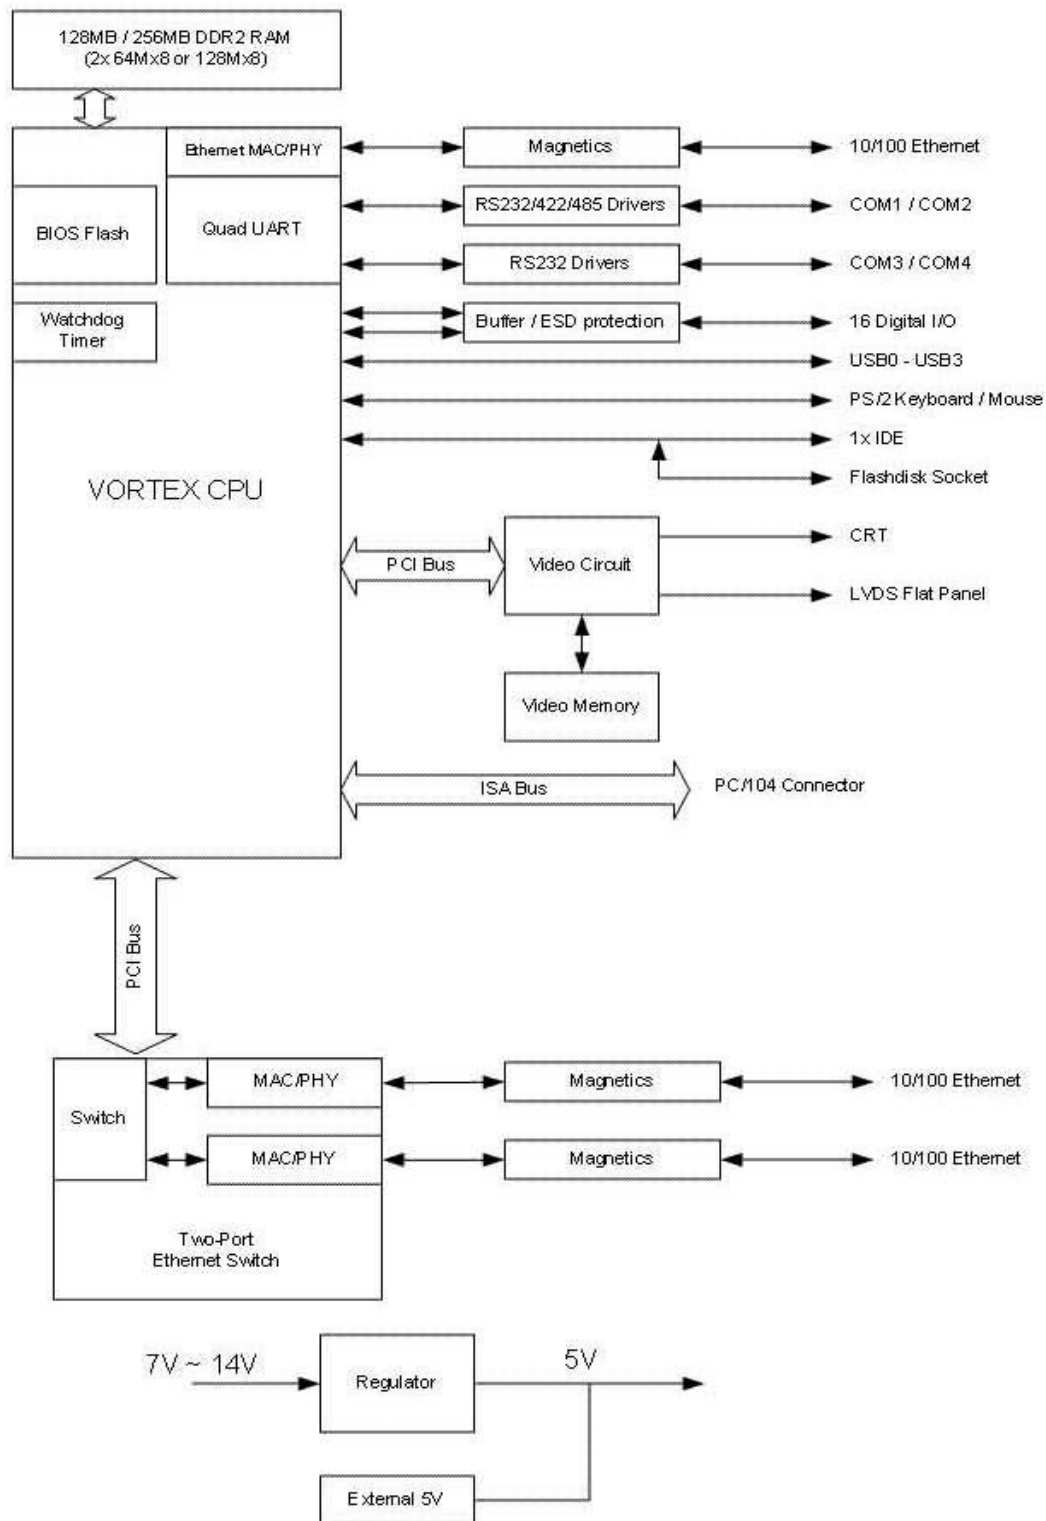 128MB / 256MB DDR2 RAM
(2x 64Mx8 or 128Mx8)
Ethernet MAC/PHY
Magnetics
10/100 Ethernet
BIOS Flash
Quad UART
RS232/422/485 Drivers
COM1 / COM2
RS232 Drivers
COM3 / COM4
Watchdog
Timer
Buffer / ESD protection
16 Digital I/O
USB0 - USB3
PS/2 Keyboard / Mouse
1x IDE
Flashdisk Socket
VORTEX CPU
PCI Bus
Video Circuit
CRT
LVDS Flat Panel
Video Memory
ISA Bus
PC/104 Connector
PCI Bus
Switch
MAC/PHY
Magnetics
10/100 Ethernet
MAC/PHY
Magnetics
10/100 Ethernet
Two-Port
Ethernet Switch
7V ~ 14V
Regulator
5V
External 5V